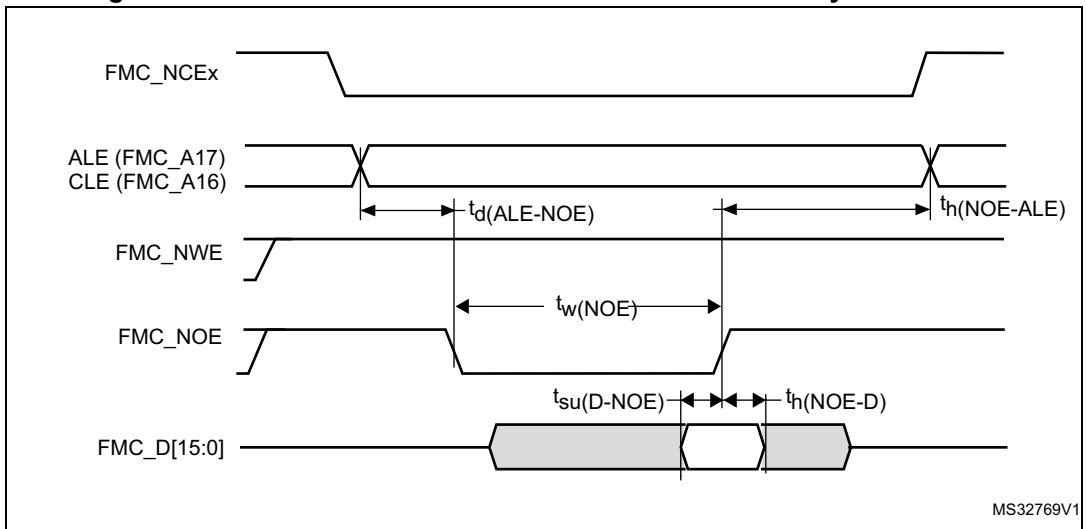 FMC_NCEx
ALE (FMC_A17)
CLE (FMC_A16)
td(ALE-NOE)
th(NOE-ALE)
FMC_NWE
tw(NOE)
FMC_NOE
tsu(D-NOE)
th(NOE-D)
FMC_D[15:0]
MS32769V1